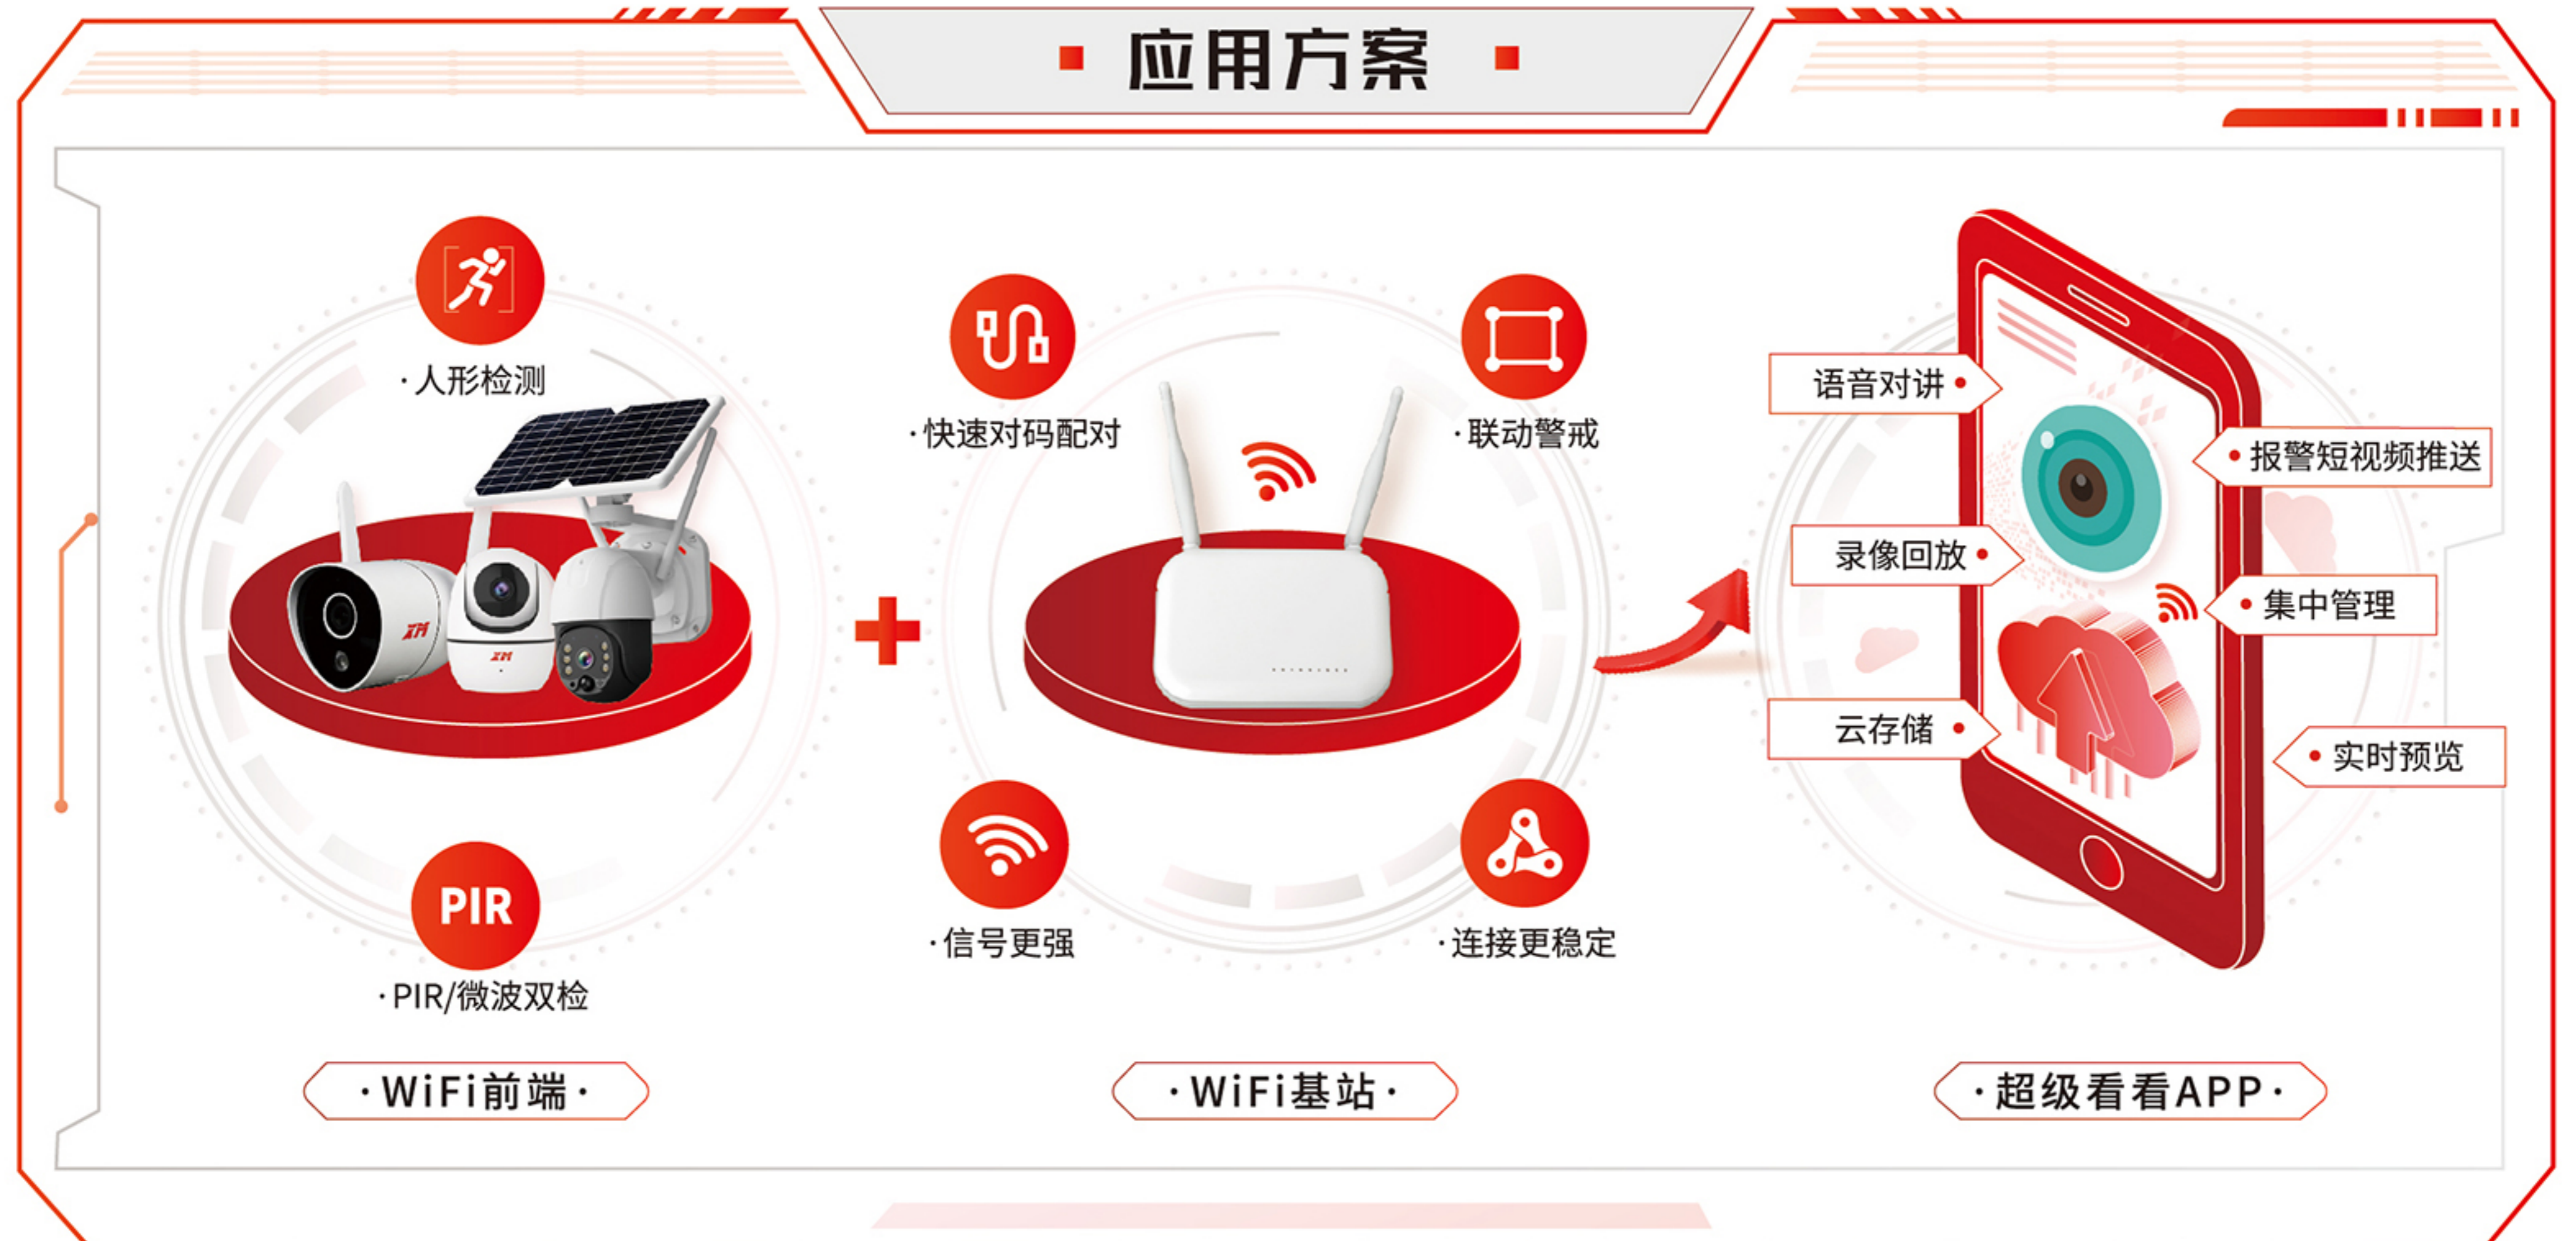 应用方案
·人形检测
XM
XM
PIR
·PIR/微波双检
·WiFi前端·
·快速对码配对
·联动警戒
·信号更强
·连接更稳定
·WiFi基站·
语音对讲
报警短视频推送
录像回放
集中管理
云存储
实时预览
·超级看看APP·